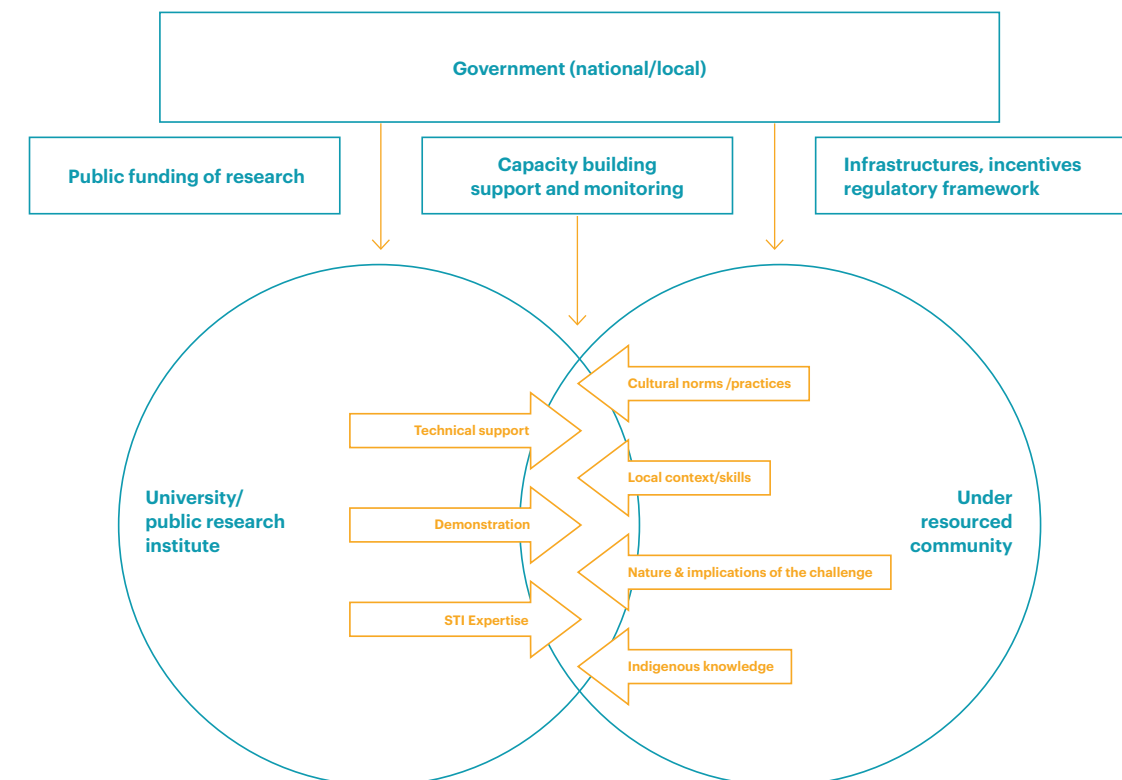 Government (national/local)
Public funding of research
Capacity building
support and monitoring
Infrastructures, incentives
regulatory framework
Cultural norms /practices
Technical support
Local context/skills
University/
public research
institute
Demonstration
Under
resourced
community
Nature & implications of the challenge
STI Expertise
Indigenous knowledge